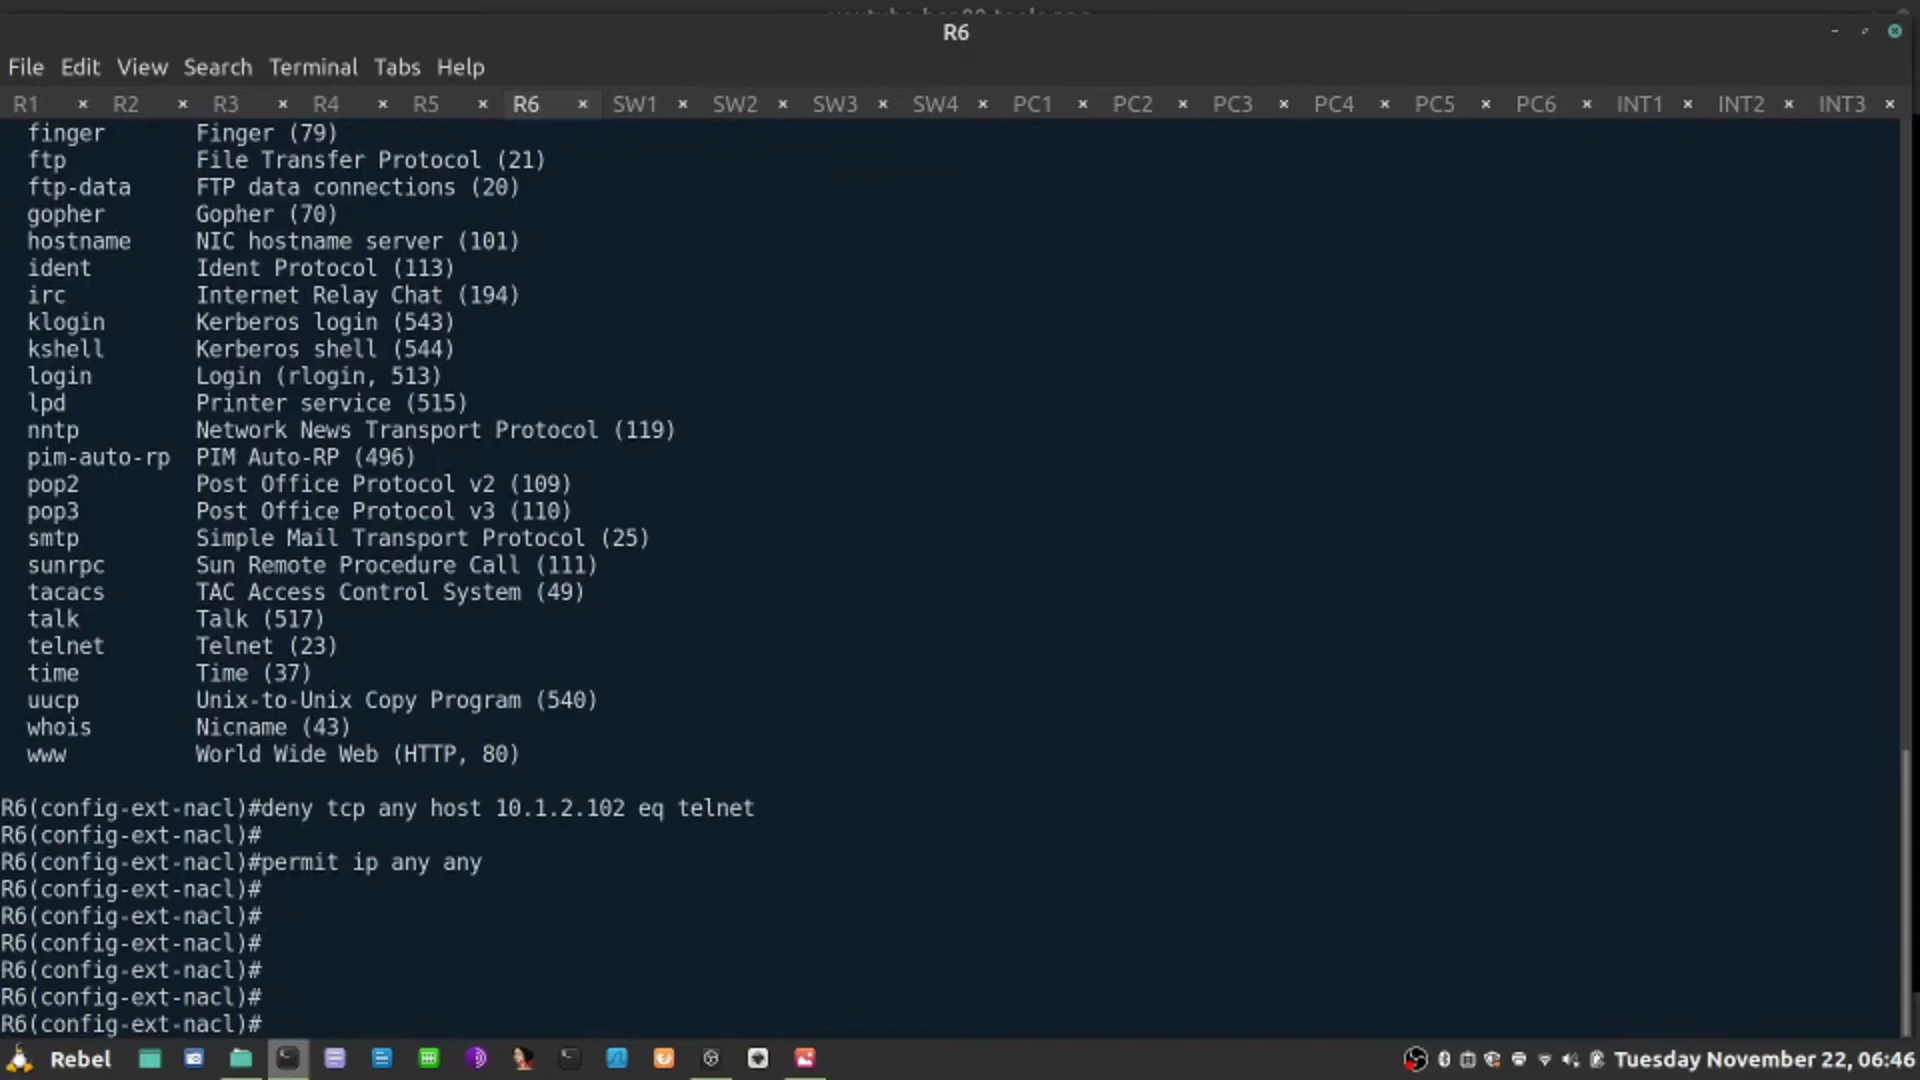 R6
File Edit View Search Terminal Tabs Help
R1 × R2 × R3 × R4 × R5 × R6 × SW1 × SW2 × SW3 × SW4 × PC1 × PC2 × PC3 × PC4 × PC5 × PC6 × INT1 × INT2 × INT3 ×
finger Finger (79)
ftp File Transfer Protocol (21)
ftp-data FTP data connections (20)
gopher Gopher (70)
hostname NIC hostname server (101)
ident Ident Protocol (113)
irc Internet Relay Chat (194)
klogin Kerberos login (543)
kshell Kerberos shell (544)
login Login (rlogin, 513)
lpd Printer service (515)
nntp Network News Transport Protocol (119)
pim-auto-rp PIM Auto-RP (496)
pop2 Post Office Protocol v2 (109)
pop3 Post Office Protocol v3 (110)
smtp Simple Mail Transport Protocol (25)
sunrpc Sun Remote Procedure Call (111)
tacacs TAC Access Control System (49)
talk Talk (517)
telnet Telnet (23)
time Time (37)
uucp Unix-to-Unix Copy Program (540)
whois Nicname (43)
www World Wide Web (HTTP, 80)
R6(config-ext-nacl)#deny tcp any host 10.1.2.102 eq telnet
R6(config-ext-nacl)#
R6(config-ext-nacl)#permit ip any any
R6(config-ext-nacl)#
R6(config-ext-nacl)#
R6(config-ext-nacl)#
R6(config-ext-nacl)#
R6(config-ext-nacl)#
R6(config-ext-nacl)#
Rebel Tuesday November 22, 06:46